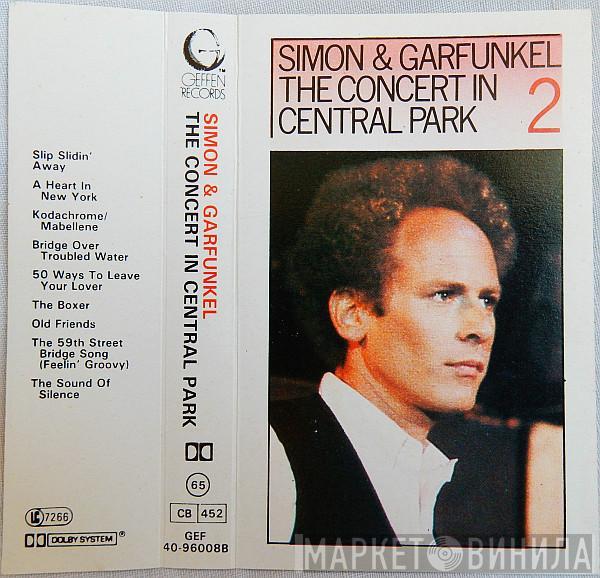 Slip Slidin'
Away
A Heart In
New York
Kodachrome/
Mabellene
Bridge Over
Troubled Water
50 Ways To Leave
Your Lover
The Boxer
Old Friends
The 59th Street
Bridge Song
(Feelin' Groovy)
The Sound Of
Silence
LC 7266
DOLBY SYSTEM®
G
GEFFEN
RECORDS
TM
SIMON & GARFUNKEL
THE CONCERT IN CENTRAL PARK
65
CB 452
GEF
40-96008B
SIMON & GARFUNKEL
THE CONCERT IN
CENTRAL PARK 2
МАРКЕТВИНИЛА